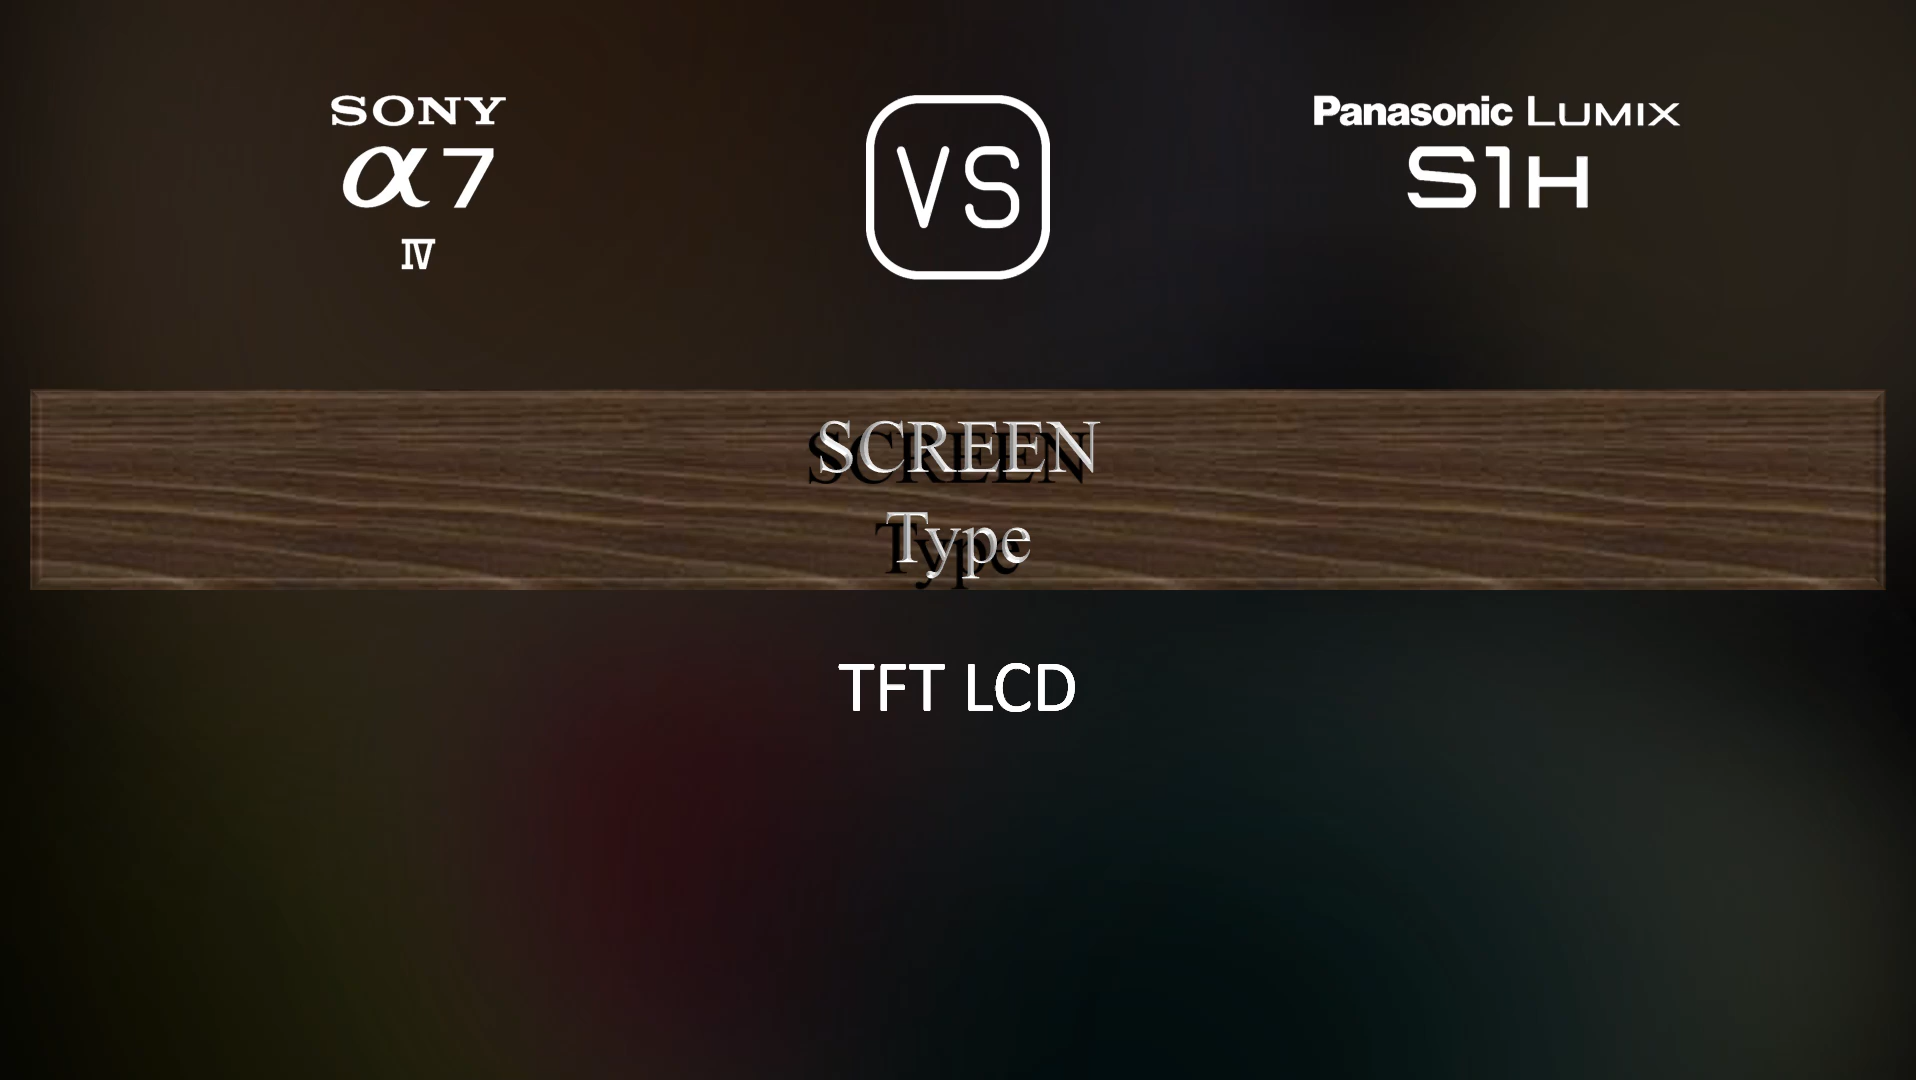 SONY
α7
IV
VS
Panasonic LUMIX
S1H
SCREEN
Type
TFT LCD